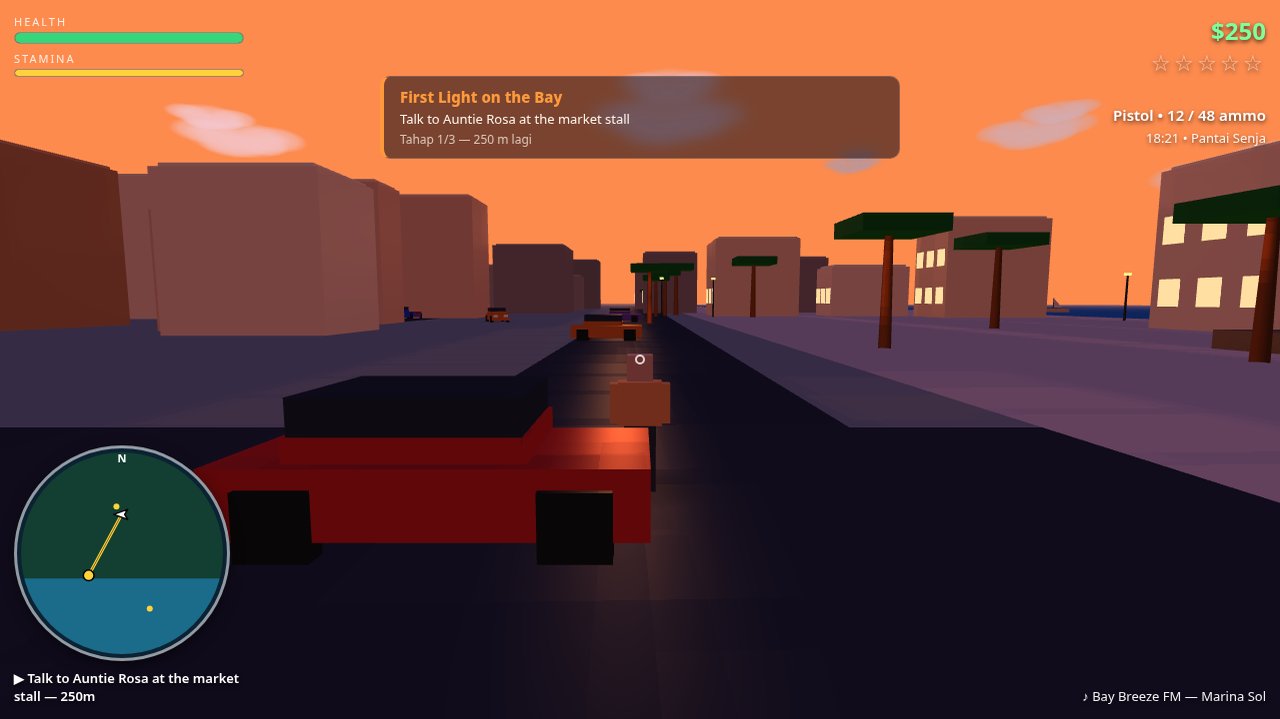 HEALTH
STAMINA
$250
☆☆☆☆☆
First Light on the Bay
Talk to Auntie Rosa at the market stall
Tahap 1/3 — 250 m lagi
Pistol • 12 / 48 ammo
18:21 • Pantai Senja
N
▶ Talk to Auntie Rosa at the market
stall — 250m
♪ Bay Breeze FM — Marina Sol